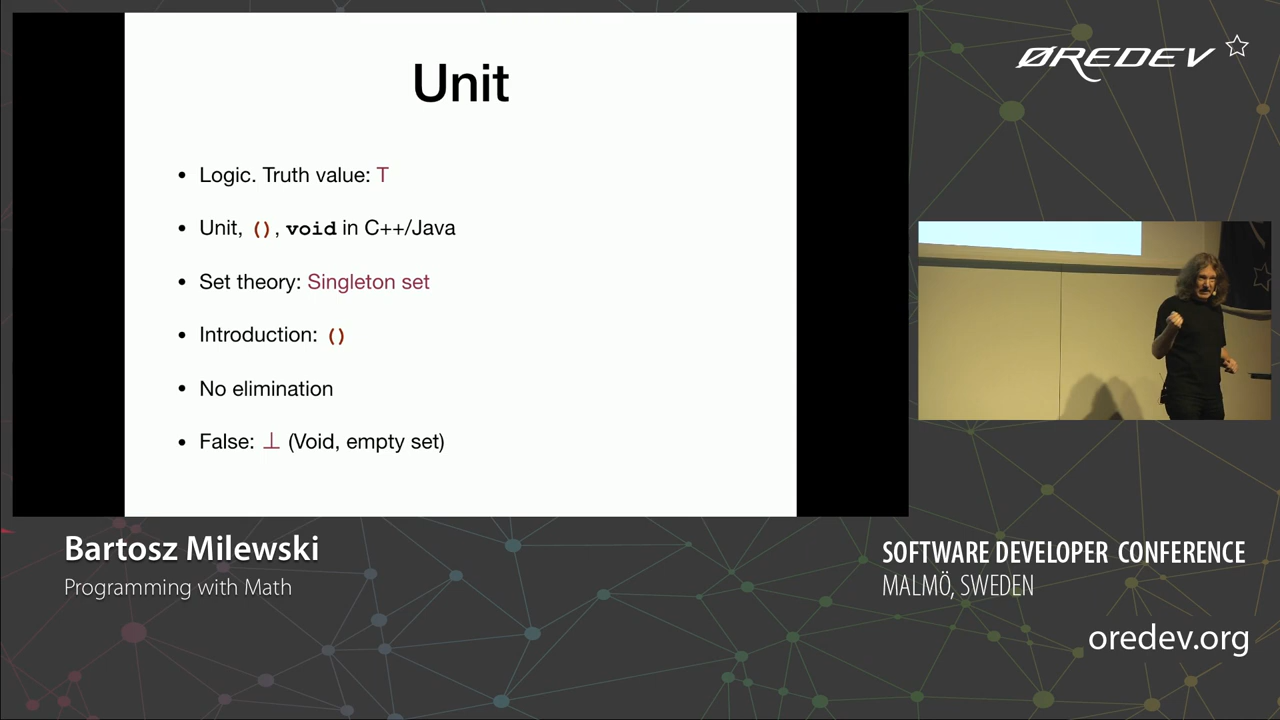 Unit
• Logic. Truth value: T
• Unit, (), void in C++/Java
• Set theory: Singleton set
• Introduction: ()
• No elimination
• False: ⊥ (Void, empty set)
ØREDEV
Bartosz Milewski
Programming with Math
SOFTWARE DEVELOPER CONFERENCE
MALMÖ, SWEDEN
oredev.org